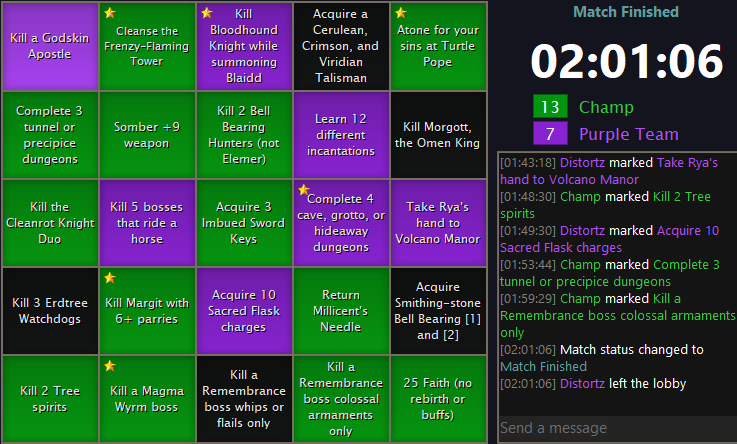 Kill a Godskin
Apostle
Cleanse the
Frenzy-Flaming
Tower
Kill
Bloodhound
Knight while
summoning
Blaidd
Acquire a
Cerulean,
Crimson, and
Viridian
Talisman
Atone for your
sins at Turtle
Pope
Complete 3
tunnel or
precipice
dungeons
Somber +9
weapon
Kill 2 Bell
Bearing
Hunters (not
Elemer)
Learn 12
different
incantations
Kill Morgott,
the Omen King
Kill the
Cleanrot Knight
Duo
Kill 5 bosses
that ride a
horse
Acquire 3
Imbued Sword
Keys
Complete 4
cave, grotto, or
hideaway
dungeons
Take Rya's
hand to
Volcano Manor
Kill 3 Erdtree
Watchdogs
Kill Margit with
6+ parries
Acquire 10
Sacred Flask
charges
Return
Millicent's
Needle
Acquire
Smithing-stone
Bell Bearing [1]
and [2]
Kill 2 Tree
spirits
Kill a Magma
Wyrm boss
Kill a
Remembrance
boss whips or
flails only
Kill a
Remembrance
boss colossal
armaments
only
25 Faith (no
rebirth or
buffs)
Match Finished
02:01:06
13 Champ
7 Purple Team
[01:43:18] Distortz marked Take Rya's
hand to Volcano Manor
[01:48:30] Champ marked Kill 2 Tree
spirits
[01:49:30] Distortz marked Acquire 10
Sacred Flask charges
[01:53:44] Champ marked Complete 3
tunnel or precipice dungeons
[01:59:29] Champ marked Kill a
Remembrance boss colossal armaments
only
[02:01:06] Match status changed to
Match Finished
[02:01:06] Distortz left the lobby
Send a message